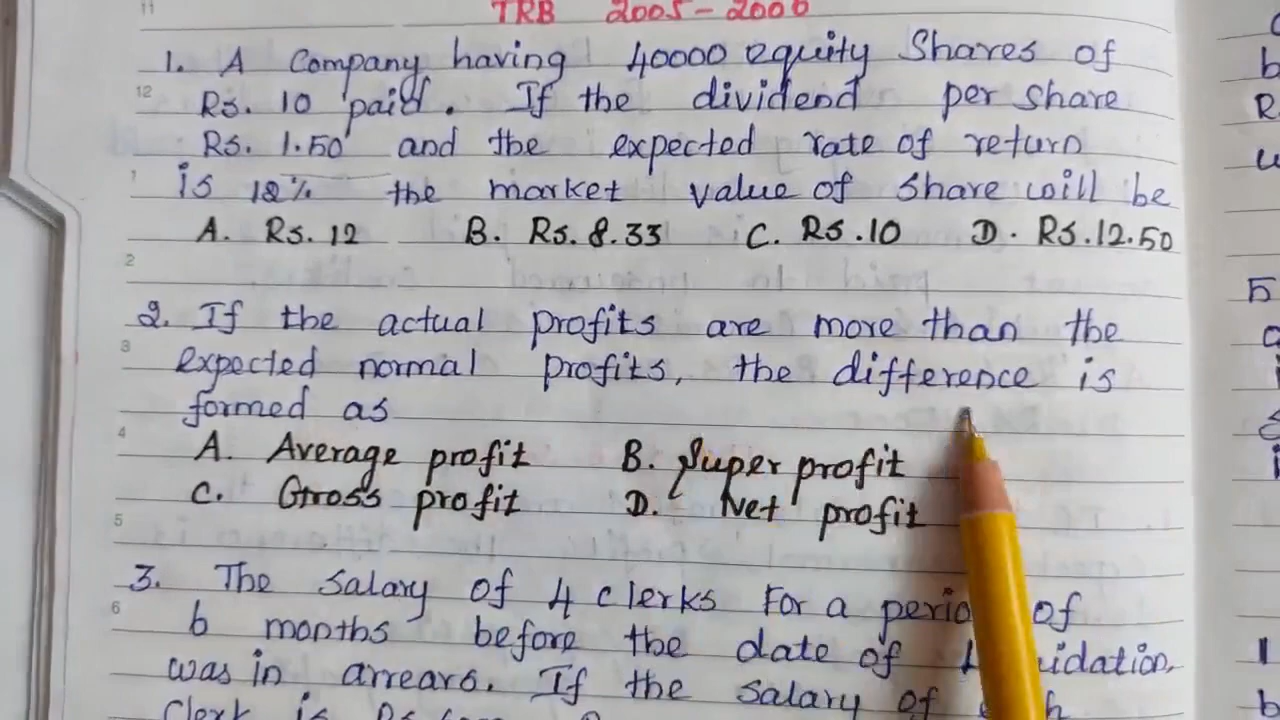 TRB 2005-2006
1. A Company having 40000 equity Shares of
Rs. 10 paid. If the dividend per share
Rs. 1.50 and the expected rate of return
is 12% the market value of share will be
A. Rs. 12 B. Rs. 8.33 C. Rs.10 D. Rs.12.50
2. If the actual profits are more than the
expected normal profits, the difference is
formed as
A. Average profit B. Super profit
C. Gross profit D. Net profit
3. The Salary of 4 clerks For a of
6 months before the date of
was in arrears. If the salary of
Clerk is